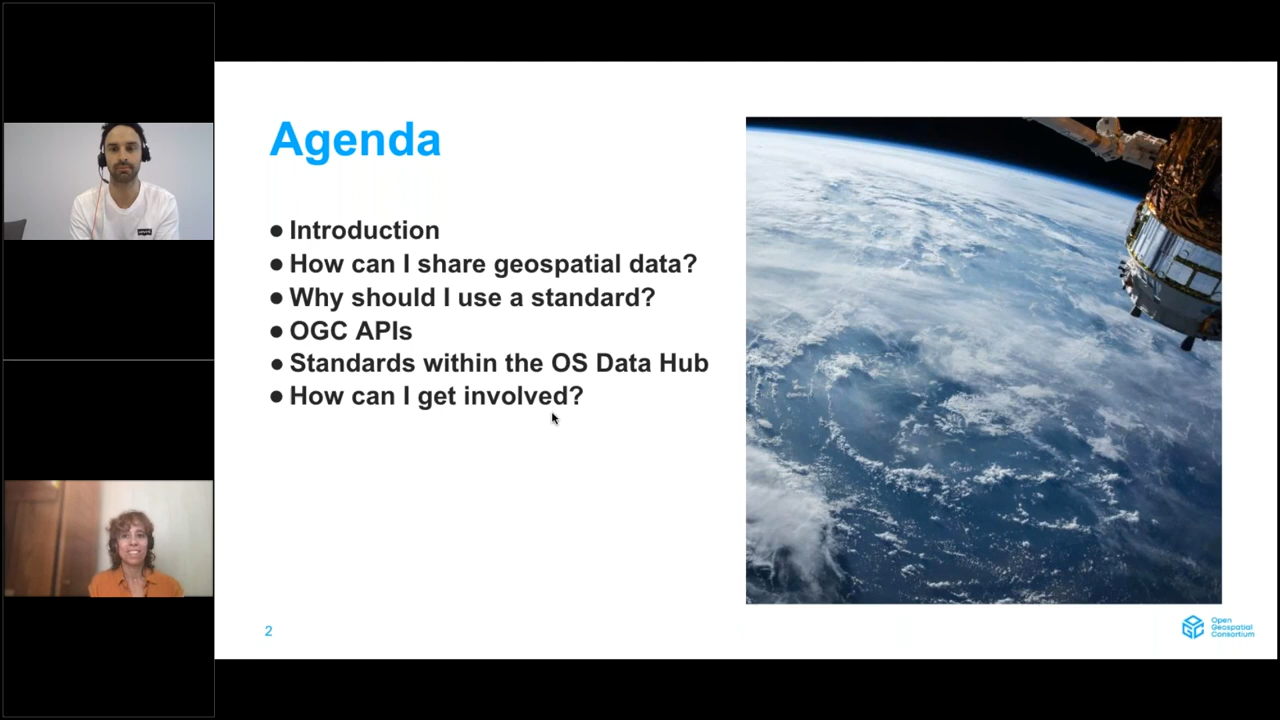 Agenda
● Introduction
● How can I share geospatial data?
● Why should I use a standard?
● OGC APIs
● Standards within the OS Data Hub
● How can I get involved?
2
Open
Geospatial
Consortium